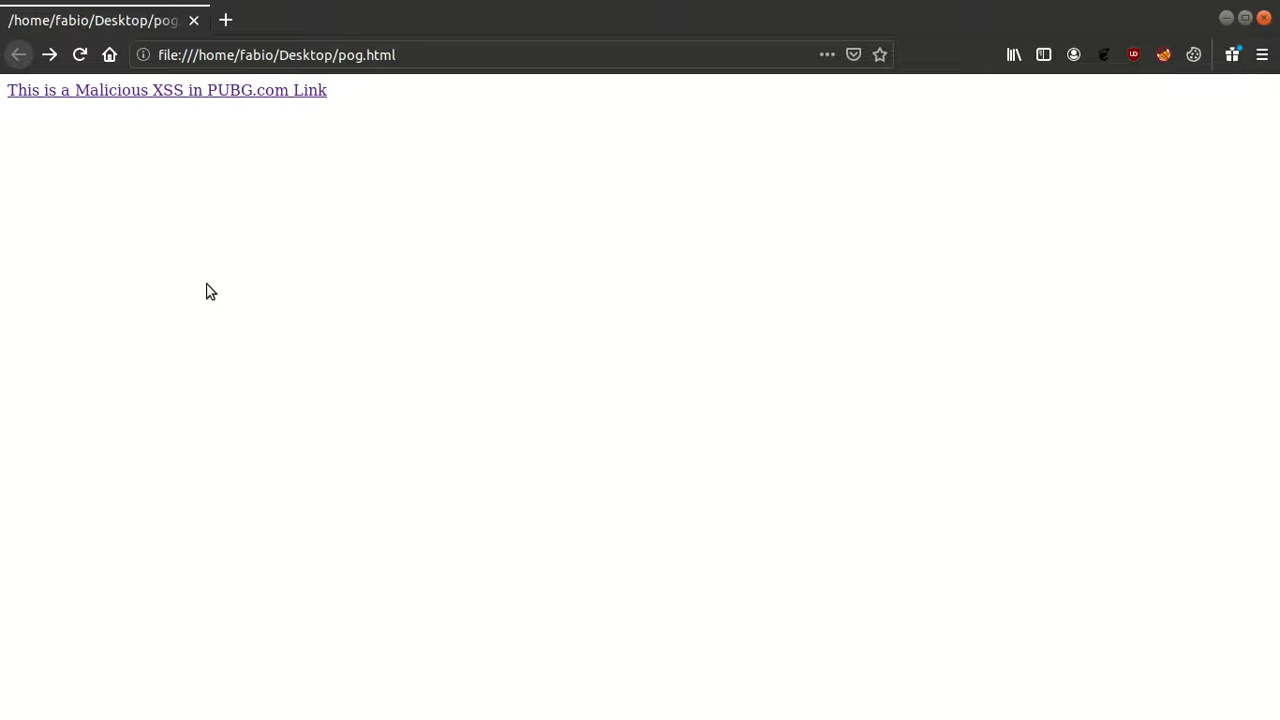 /home/fabio/Desktop/pog
file:///home/fabio/Desktop/pog.html
This is a Malicious XSS in PUBG.com Link